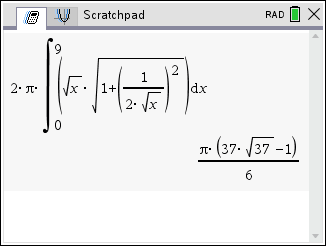 Scratchpad RAD
2·π·∫₀⁹(√x·√(1+(1/(2·√x))²))dx
π·(37·√37−1)/6